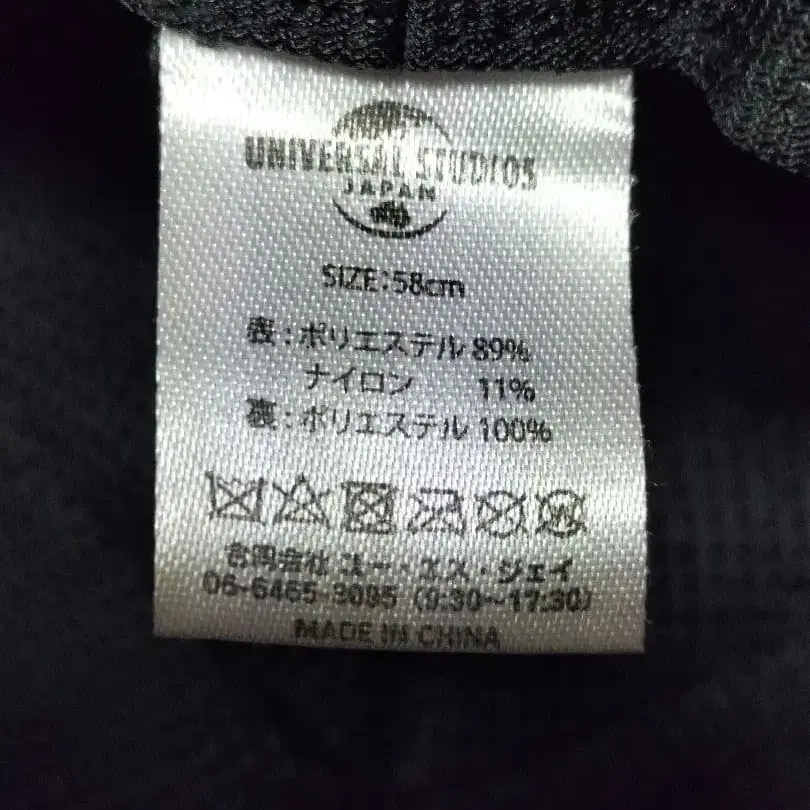 UNIVERSAL STUDIOS
JAPAN
SIZE:58cm
表:ポリエステル 89%
ナイロン 11%
裏:ポリエステル 100%
合同会社 ユー・エス・ジェイ
06-6465-3095 (9:30～17:30)
MADE IN CHINA